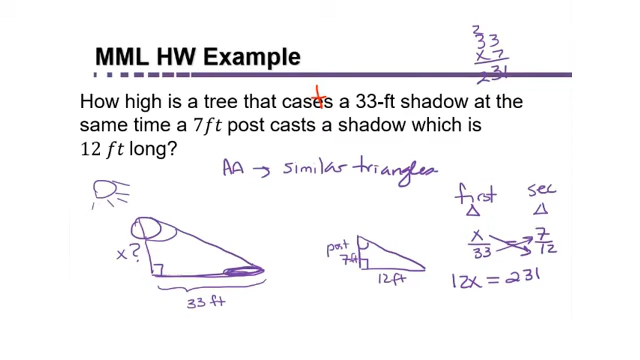 MML HW Example
2
33
x 7
231
How high is a tree that casts a 33-ft shadow at the
same time a 7ft post casts a shadow which is
12 ft long?
AA → similar triangles
first sec
△ △
x/33 = 7/12
12x = 231
x?
33 ft
post
7ft
12ft